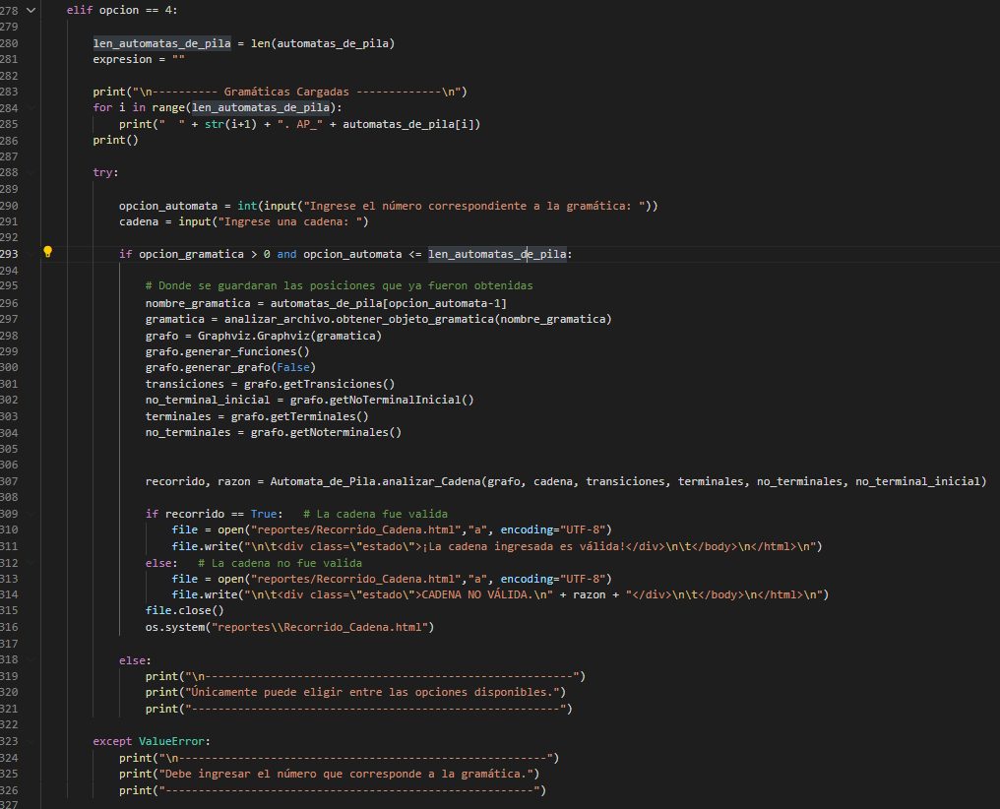 278 elif opcion == 4:
279
280 len_automatas_de_pila = len(automatas_de_pila)
281 expresion = ""
282
283 print("\n---------- Gramáticas Cargadas -------------\n")
284 for i in range(len_automatas_de_pila):
285 print("  " + str(i+1) + ". AP_" + automatas_de_pila[i])
286 print()
287
288 try:
289
290 opcion_automata = int(input("Ingrese el número correspondiente a la gramática: "))
291 cadena = input("Ingrese una cadena: ")
292
293 if opcion_gramatica > 0 and opcion_automata <= len_automatas_de_pila:
294
295 # Donde se guardaran las posiciones que ya fueron obtenidas
296 nombre_gramatica = automatas_de_pila[opcion_automata-1]
297 gramatica = analizar_archivo.obtener_objeto_gramatica(nombre_gramatica)
298 grafo = Graphviz.Graphviz(gramatica)
299 grafo.generar_funciones()
300 grafo.generar_grafo(False)
301 transiciones = grafo.getTransiciones()
302 no_terminal_inicial = grafo.getNoTerminalInicial()
303 terminales = grafo.getTerminales()
304 no_terminales = grafo.getNoterminales()
305
306
307 recorrido, razon = Automata_de_Pila.analizar_Cadena(grafo, cadena, transiciones, terminales, no_terminales, no_terminal_inicial)
308
309 if recorrido == True:   # La cadena fue valida
310 file = open("reportes/Recorrido_Cadena.html","a", encoding="UTF-8")
311 file.write("\n\t<div class=\"estado\">¡La cadena ingresada es válida!</div>\n\t</body>\n</html>\n")
312 else:   # La cadena no fue valida
313 file = open("reportes/Recorrido_Cadena.html","a", encoding="UTF-8")
314 file.write("\n\t<div class=\"estado\">CADENA NO VÁLIDA.\n" + razon + "</div>\n\t</body>\n</html>\n")
315 file.close()
316 os.system("reportes\\Recorrido_Cadena.html")
317
318 else:
319 print("\n--------------------------------------------------------")
320 print("Únicamente puede eligir entre las opciones disponibles.")
321 print("--------------------------------------------------------")
322
323 except ValueError:
324 print("\n--------------------------------------------------------")
325 print("Debe ingresar el número que corresponde a la gramática.")
326 print("--------------------------------------------------------")
327